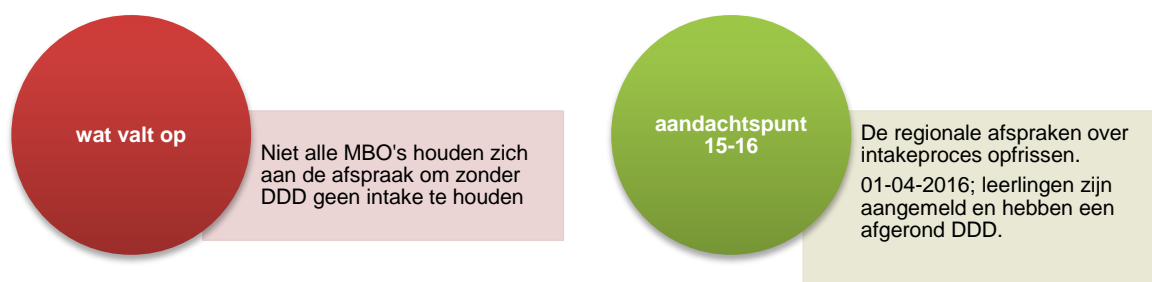 wat valt op
Niet alle MBO's houden zich
aan de afspraak om zonder
DDD geen intake te houden
aandachtspunt
15-16
De regionale afspraken over
intakeproces opfrissen.
01-04-2016; leerlingen zijn
aangemeld en hebben een
afgerond DDD.